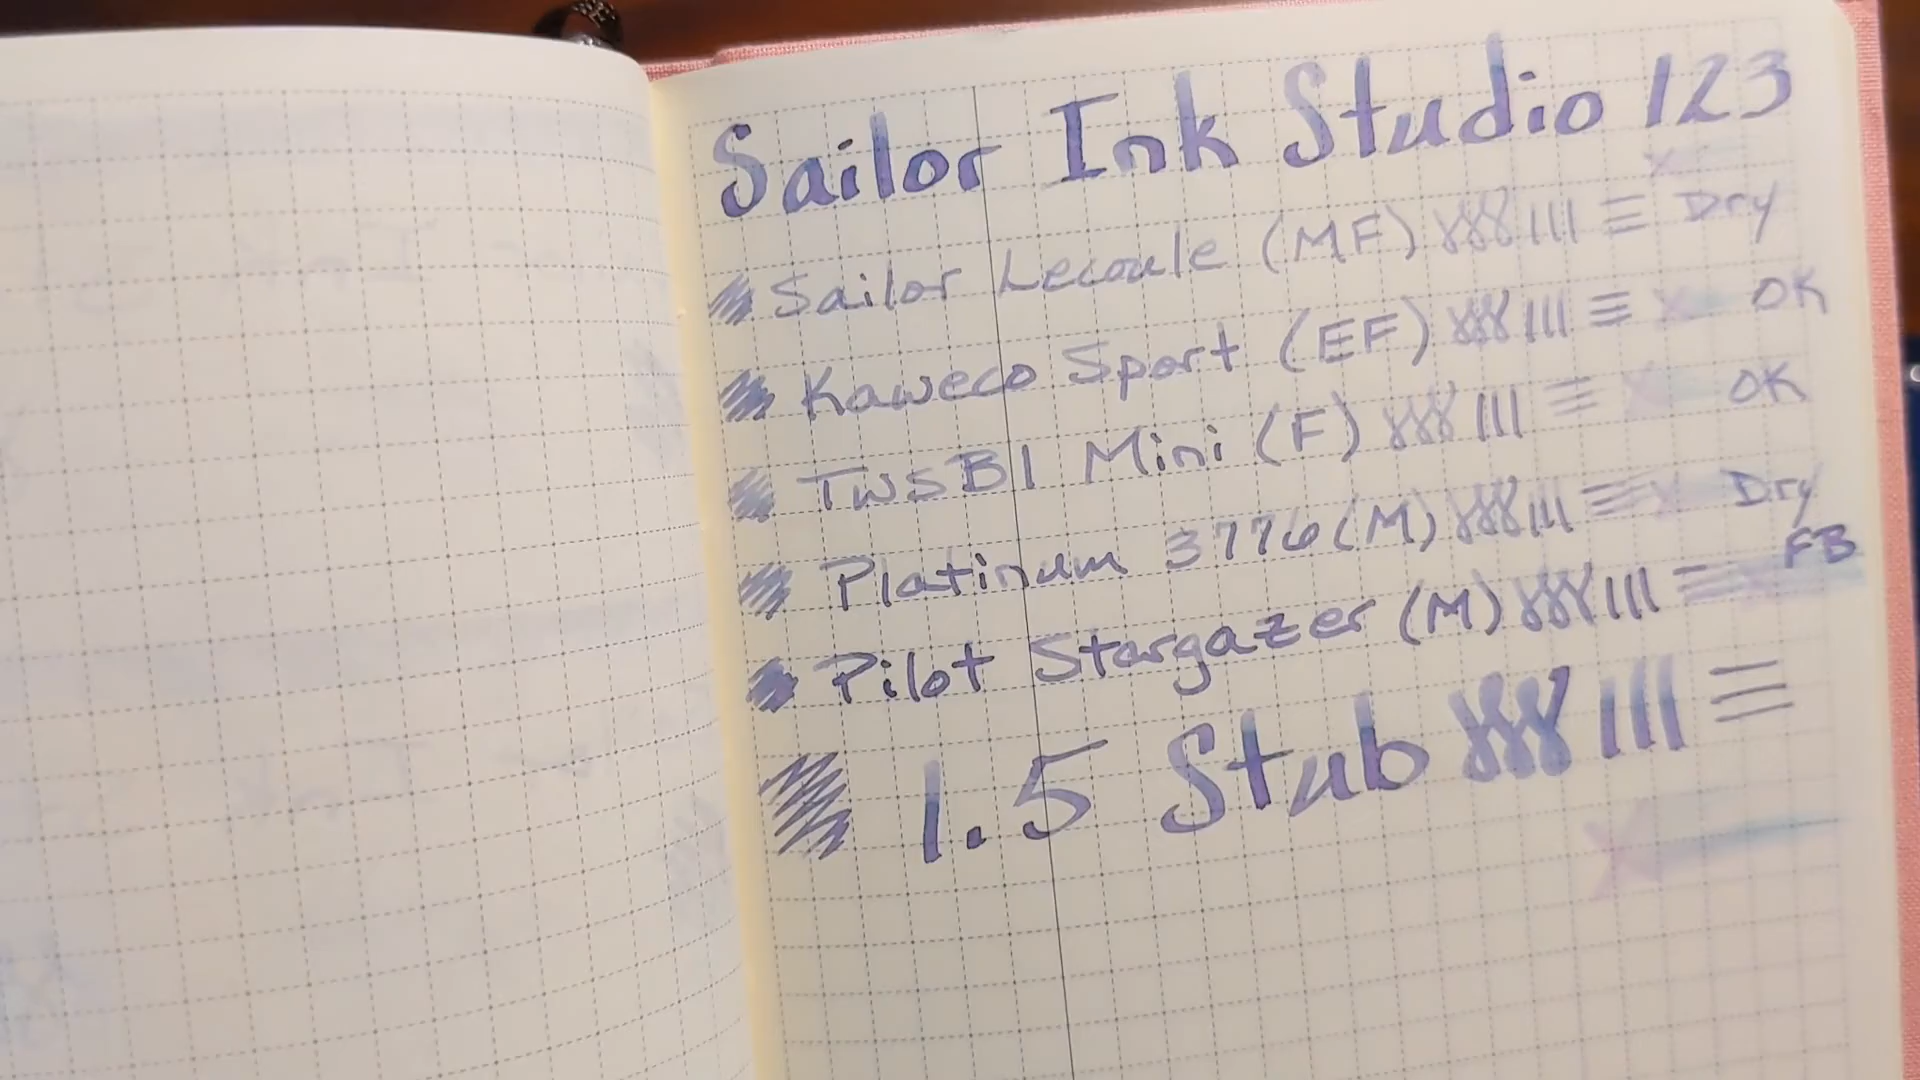 Sailor Ink Studio 123
Sailor Lecoule (MF) Dry
Kaweco Sport (EF) OK
TWSBI Mini (F) OK
Platinum 3776 (M) Dry
Pilot Stargazer (M) FB
1.5 Stub